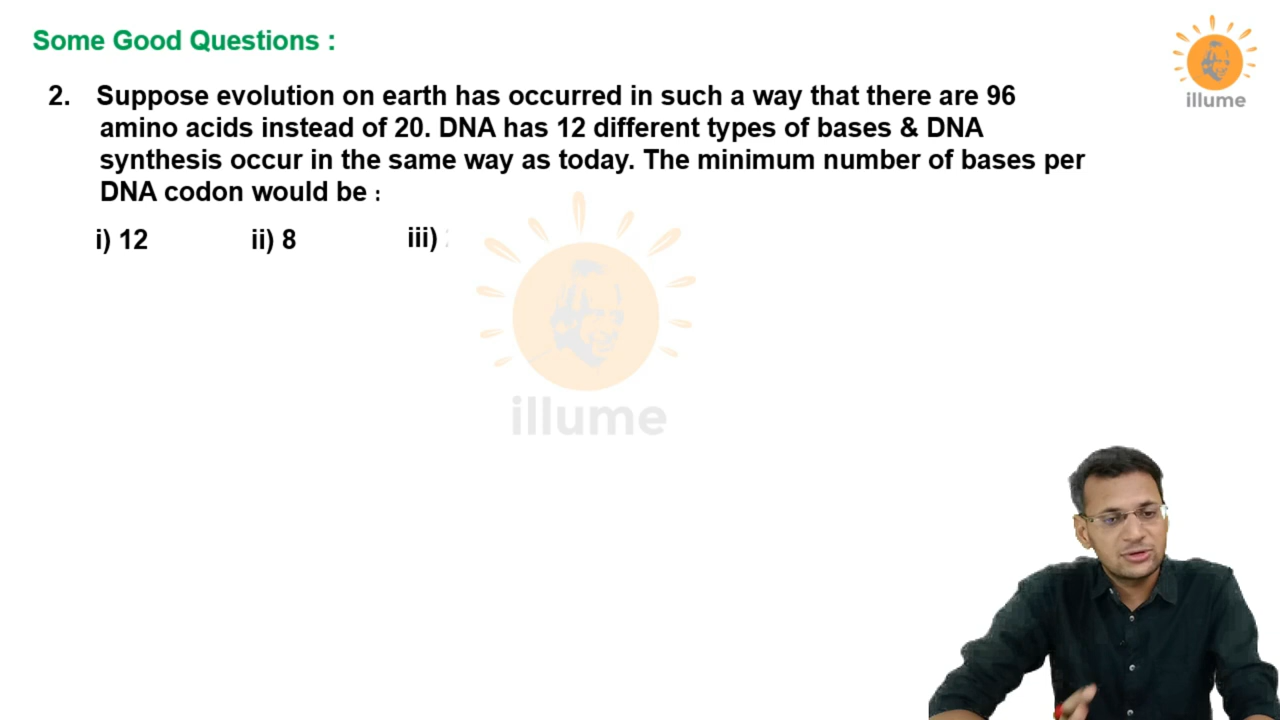 Some Good Questions :
illume
2. Suppose evolution on earth has occurred in such a way that there are 96
amino acids instead of 20. DNA has 12 different types of bases & DNA
synthesis occur in the same way as today. The minimum number of bases per
DNA codon would be :
i) 12 ii) 8 iii)
illume